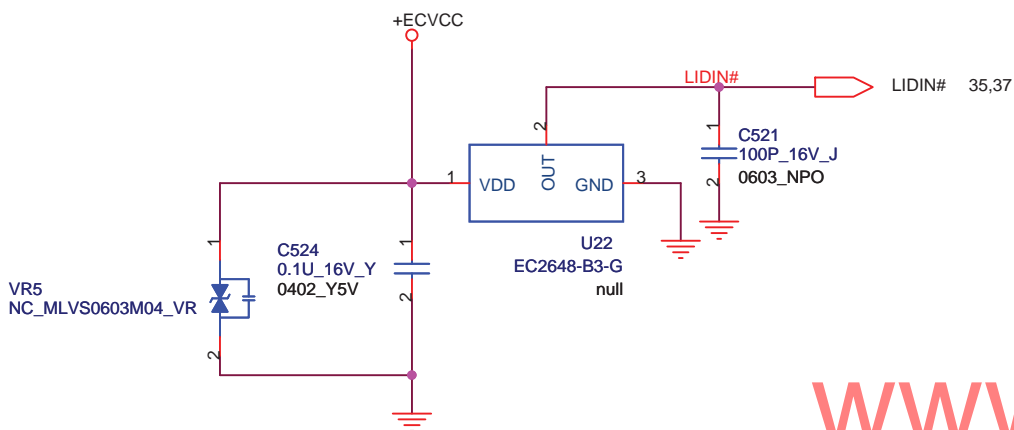 +ECVCC
LIDIN#
LIDIN# 35,37
2
1
C521
100P_16V_J
0603_NPO
2
1
VDD
OUT
GND
3
U22
EC2648-B3-G
null
1
1
C524
0.1U_16V_Y
0402_Y5V
2
VR5
NC_MLVS0603M04_VR
2
WWW